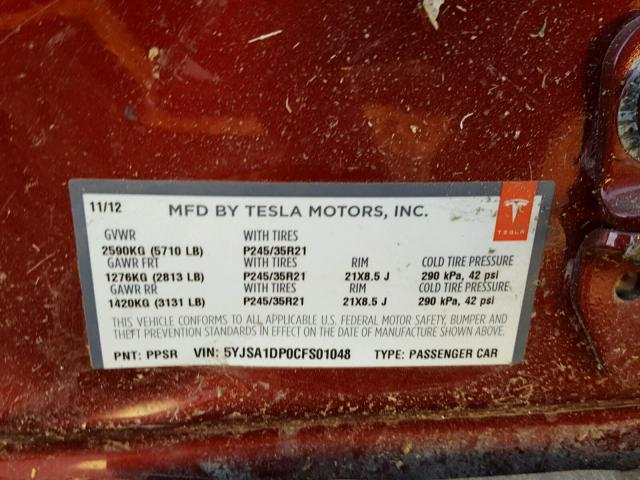 11/12 MFD BY TESLA MOTORS, INC.
TESLA
GVWR WITH TIRES
2590KG (5710 LB) P245/35R21
GAWR FRT WITH TIRES RIM COLD TIRE PRESSURE
1276KG (2813 LB) P245/35R21 21X8.5 J 290 kPa, 42 psi
GAWR RR WITH TIRES RIM COLD TIRE PRESSURE
1420KG (3131 LB) P245/35R21 21X8.5 J 290 kPa, 42 psi
THIS VEHICLE CONFORMS TO ALL APPLICABLE U.S. FEDERAL MOTOR SAFETY, BUMPER AND
THEFT PREVENTION STANDARDS IN EFFECT ON THE DATE OF MANUFACTURE SHOWN ABOVE.
PNT: PPSR VIN: 5YJSA1DP0CFS01048 TYPE: PASSENGER CAR